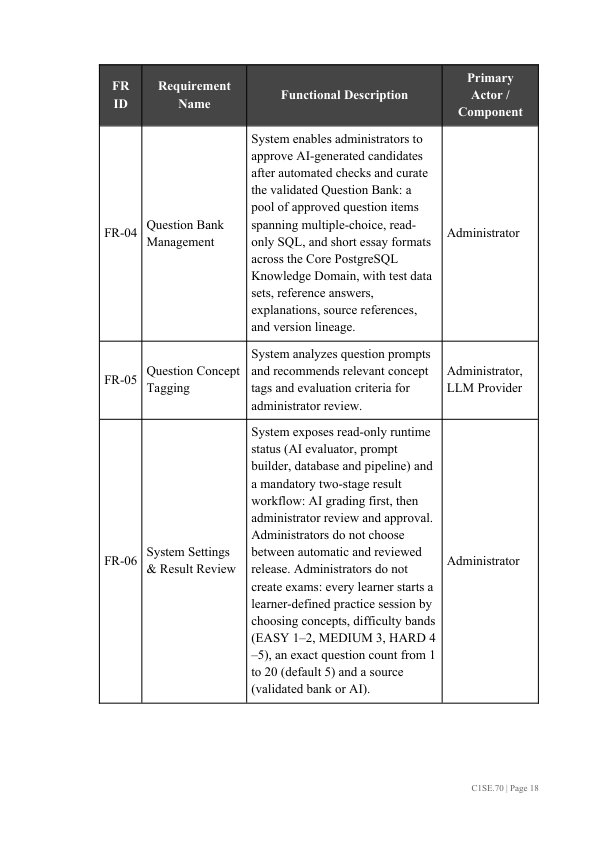 FR
ID
Requirement
Name
Functional Description
Primary
Actor /
Component
FR-04
Question Bank
Management
System enables administrators to
approve AI-generated candidates
after automated checks and curate
the validated Question Bank: a
pool of approved question items
spanning multiple-choice, read-
only SQL, and short essay formats
across the Core PostgreSQL
Knowledge Domain, with test data
sets, reference answers,
explanations, source references,
and version lineage.
Administrator
FR-05
Question Concept
Tagging
System analyzes question prompts
and recommends relevant concept
tags and evaluation criteria for
administrator review.
Administrator,
LLM Provider
FR-06
System Settings
& Result Review
System exposes read-only runtime
status (AI evaluator, prompt
builder, database and pipeline) and
a mandatory two-stage result
workflow: AI grading first, then
administrator review and approval.
Administrators do not choose
between automatic and reviewed
release. Administrators do not
create exams: every learner starts a
learner-defined practice session by
choosing concepts, difficulty bands
(EASY 1–2, MEDIUM 3, HARD 4
–5), an exact question count from 1
to 20 (default 5) and a source
(validated bank or AI).
Administrator
C1SE.70 | Page 18